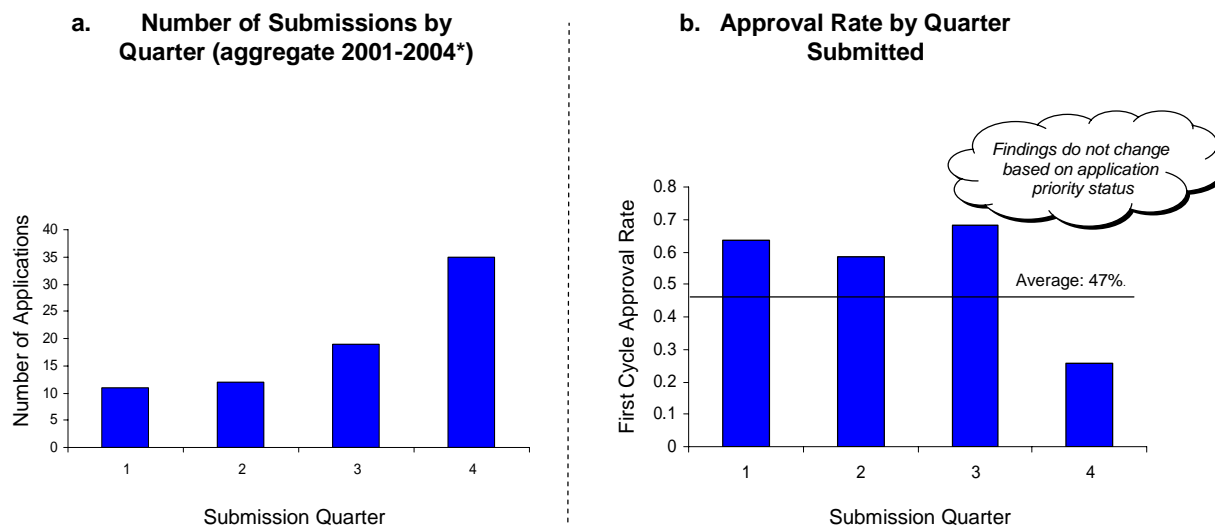 a. Number of Submissions by
Quarter (aggregate 2001-2004*)
40
35
30
25
20
15
10
5
0
Number of Applications
1 2 3 4
Submission Quarter
b. Approval Rate by Quarter
Submitted
Findings do not change
based on application
priority status
0.8
0.7
0.6
0.5
0.4
0.3
0.2
0.1
0
First Cycle Approval Rate
Average: 47%.
1 2 3 4
Submission Quarter